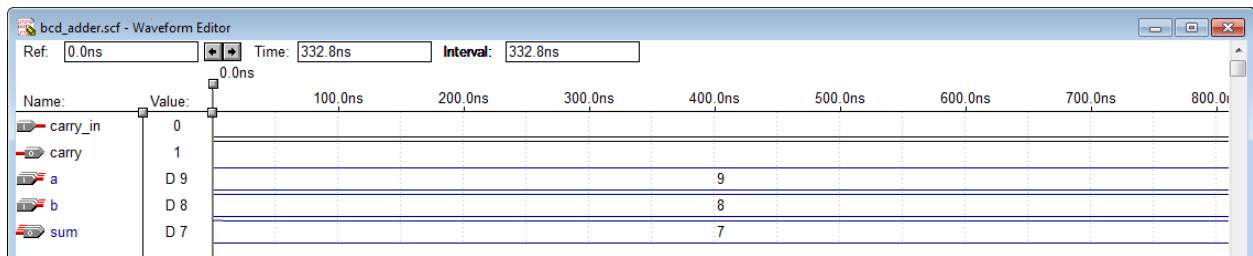 bcd_adder.scf - Waveform Editor
Ref: 0.0ns Time: 332.8ns Interval: 332.8ns
0.0ns
Name: Value: 100.0ns 200.0ns 300.0ns 400.0ns 500.0ns 600.0ns 700.0ns 800.0
carry_in 0
carry 1
a D 9 9
b D 8 8
sum D 7 7